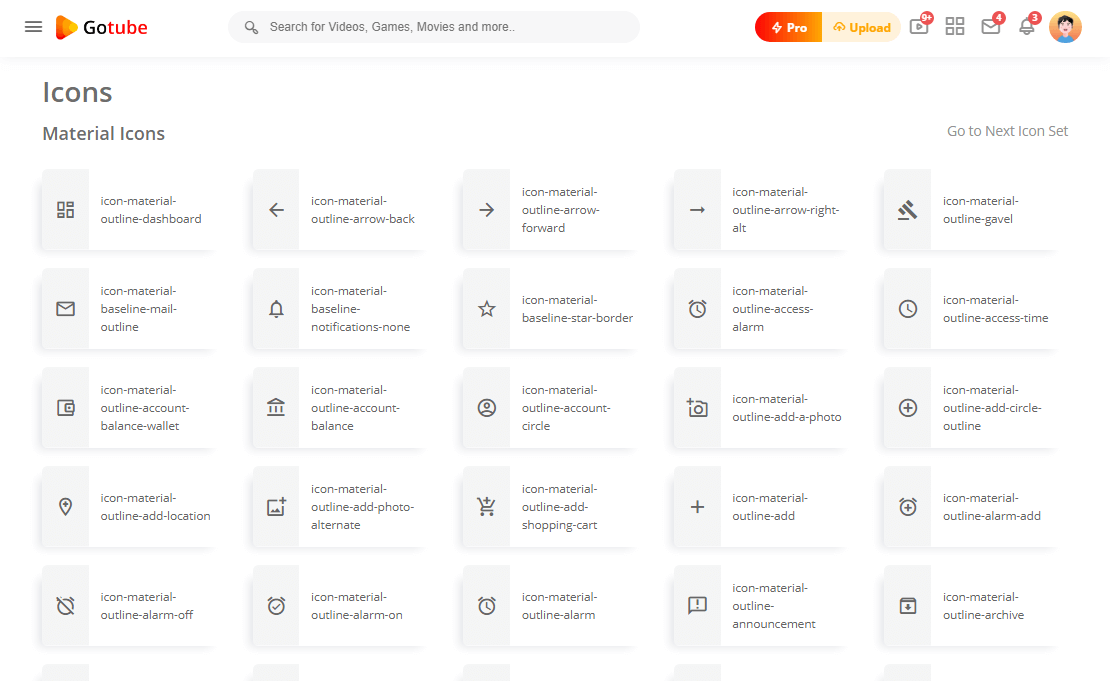 Gotube
Search for Videos, Games, Movies and more..
Pro
Upload
9+
4
3
Icons
Material Icons
Go to Next Icon Set
icon-material-
outline-dashboard
icon-material-
outline-arrow-back
icon-material-
outline-arrow-
forward
icon-material-
outline-arrow-right-
alt
icon-material-
outline-gavel
icon-material-
baseline-mail-
outline
icon-material-
baseline-
notifications-none
icon-material-
baseline-star-border
icon-material-
outline-access-
alarm
icon-material-
outline-access-time
icon-material-
outline-account-
balance-wallet
icon-material-
outline-account-
balance
icon-material-
outline-account-
circle
icon-material-
outline-add-a-photo
icon-material-
outline-add-circle-
outline
icon-material-
outline-add-location
icon-material-
outline-add-photo-
alternate
icon-material-
outline-add-
shopping-cart
icon-material-
outline-add
icon-material-
outline-alarm-add
icon-material-
outline-alarm-off
icon-material-
outline-alarm-on
icon-material-
outline-alarm
icon-material-
outline-
announcement
icon-material-
outline-archive